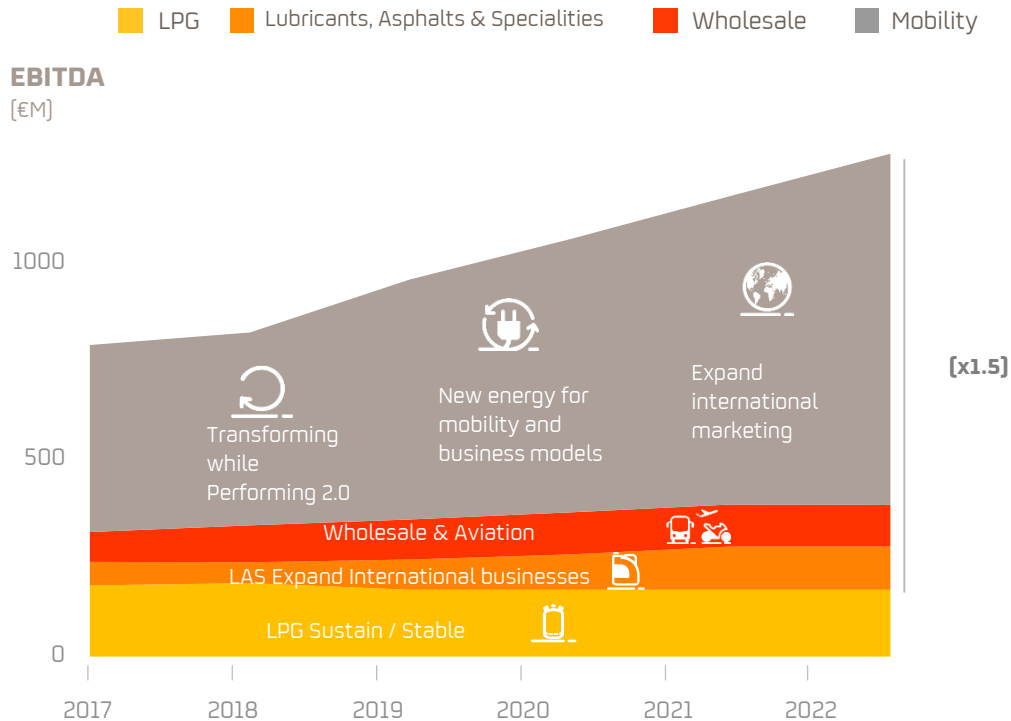 LPG
Lubricants, Asphalts & Specialities
Wholesale
Mobility
EBITDA
(€M)
1000
500
0
Transforming
while
Performing 2.0
New energy for
mobility and
business models
Expand
international
marketing
(x1.5)
Wholesale & Aviation
LAS Expand International businesses
LPG Sustain / Stable
2017
2018
2019
2020
2021
2022